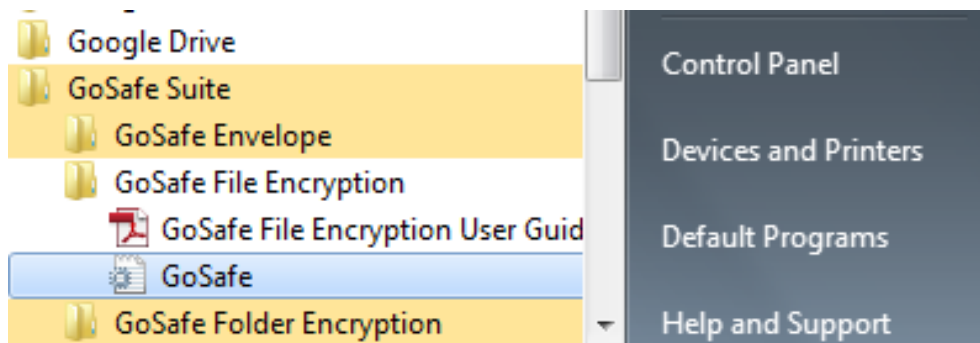 Google Drive
GoSafe Suite
GoSafe Envelope
GoSafe File Encryption
GoSafe File Encryption User Guid
GoSafe
GoSafe Folder Encryption
Control Panel
Devices and Printers
Default Programs
Help and Support